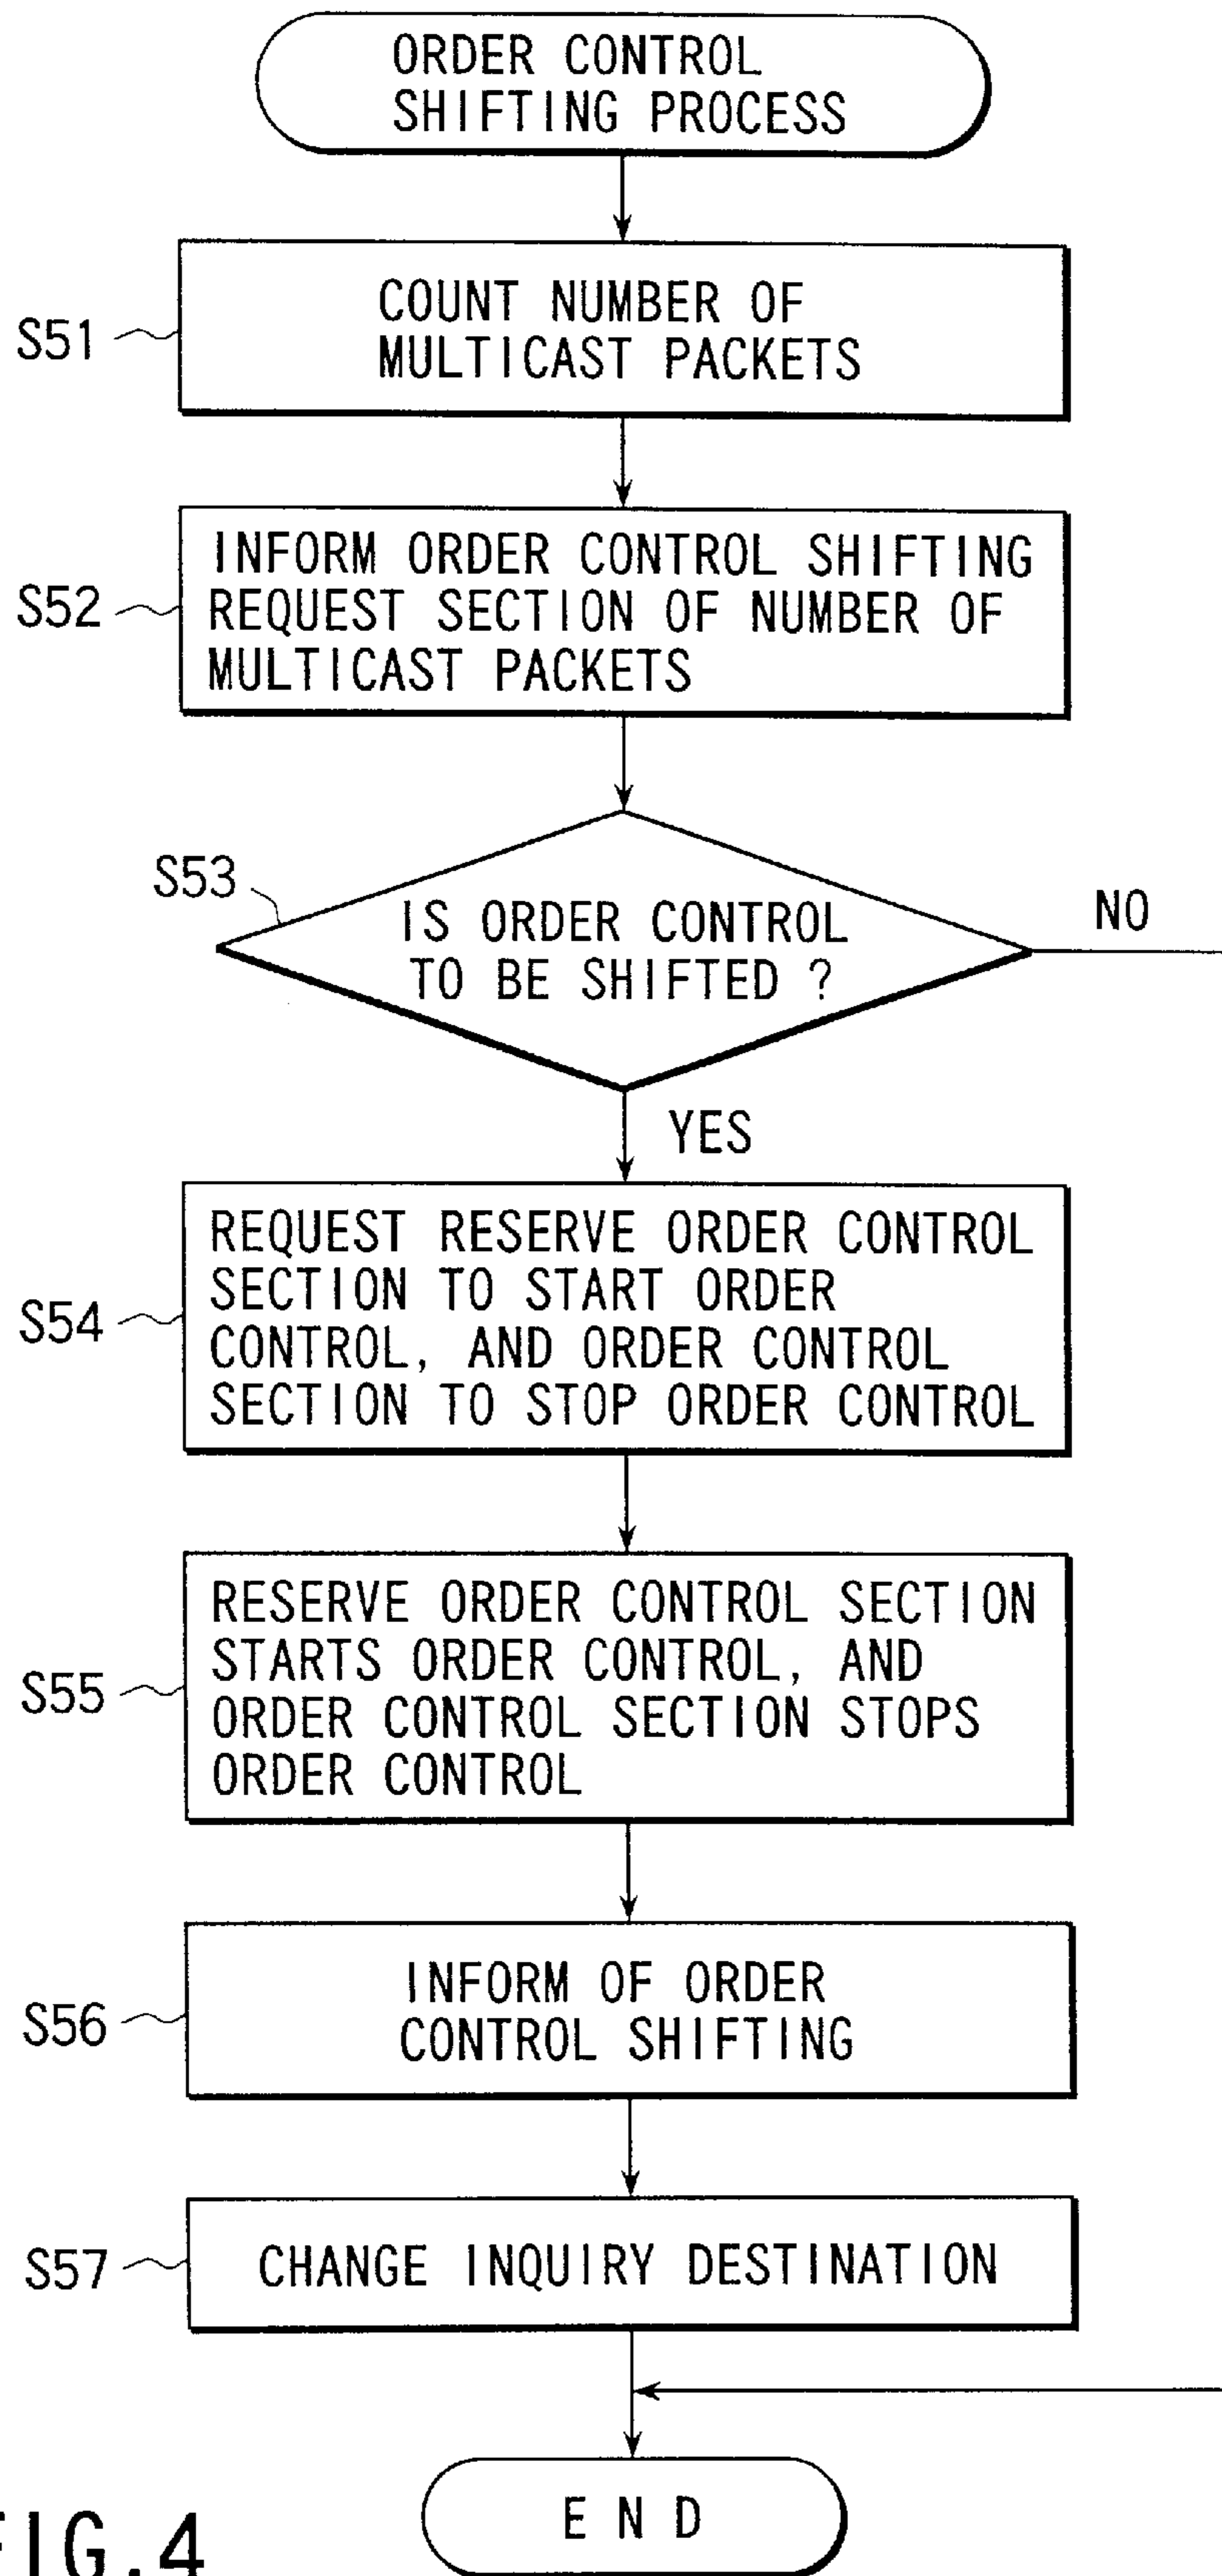 ORDER CONTROL
SHIFTING PROCESS
S51
COUNT NUMBER OF
MULTICAST PACKETS
S52
INFORM ORDER CONTROL SHIFTING
REQUEST SECTION OF NUMBER OF
MULTICAST PACKETS
S53
IS ORDER CONTROL
TO BE SHIFTED ?
NO
YES
S54
REQUEST RESERVE ORDER CONTROL
SECTION TO START ORDER
CONTROL, AND ORDER CONTROL
SECTION TO STOP ORDER CONTROL
S55
RESERVE ORDER CONTROL SECTION
STARTS ORDER CONTROL, AND
ORDER CONTROL SECTION STOPS
ORDER CONTROL
S56
INFORM OF ORDER
CONTROL SHIFTING
S57
CHANGE INQUIRY DESTINATION
END
FIG.4